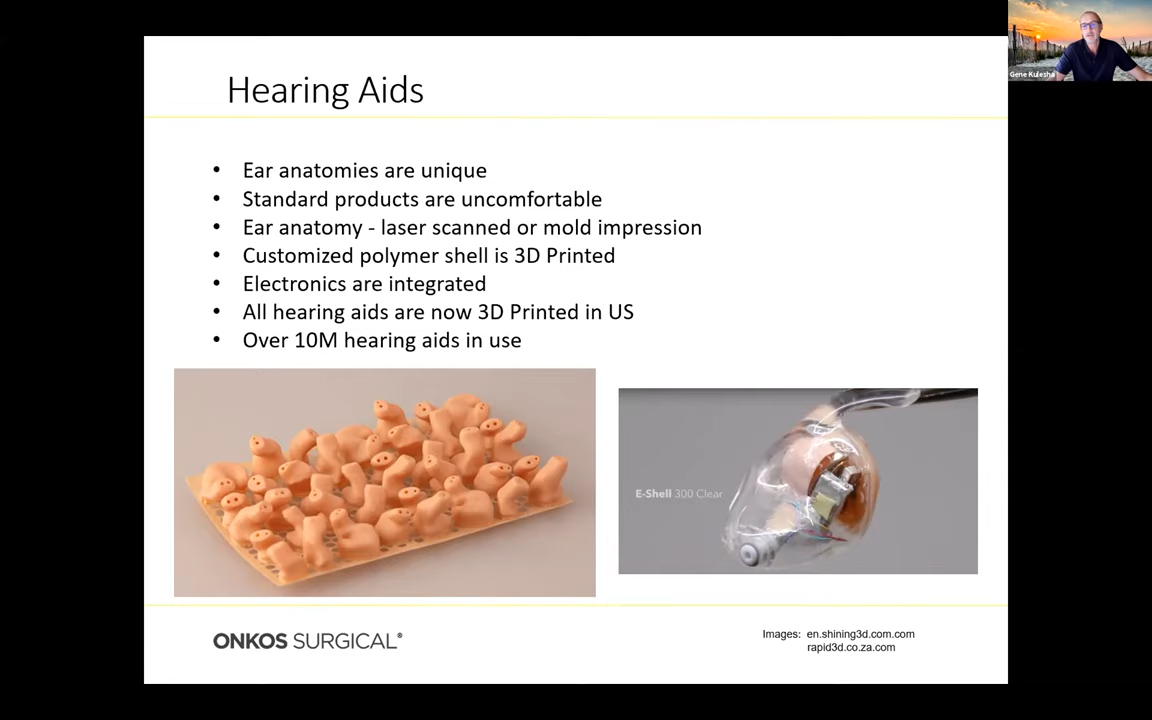 Hearing Aids
• Ear anatomies are unique
• Standard products are uncomfortable
• Ear anatomy - laser scanned or mold impression
• Customized polymer shell is 3D Printed
• Electronics are integrated
• All hearing aids are now 3D Printed in US
• Over 10M hearing aids in use
E-Shell 300 Clear
ONKOS SURGICAL®
Images: en.shining3d.com.com
rapid3d.co.za.com
Gene Kulesha